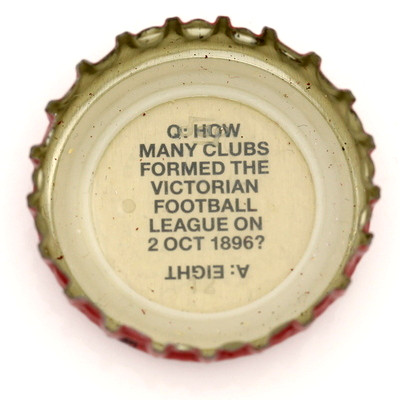 Q: HOW
MANY CLUBS
FORMED THE
VICTORIAN
FOOTBALL
LEAGUE ON
2 OCT 1896?
A: EIGHT